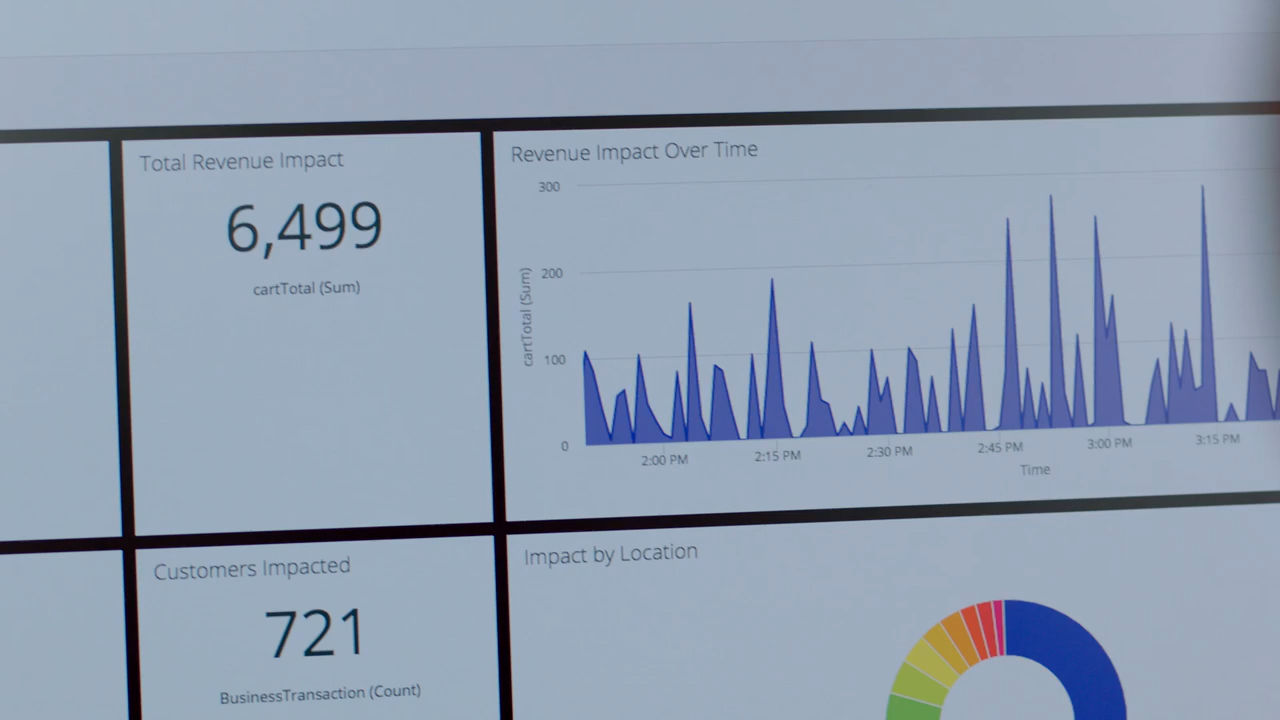 Total Revenue Impact
6,499
cartTotal (Sum)
Revenue Impact Over Time
300
200
100
0
cartTotal (Sum)
2:00 PM
2:15 PM
2:30 PM
2:45 PM
3:00 PM
3:15 PM
Time
Customers Impacted
721
BusinessTransaction (Count)
Impact by Location